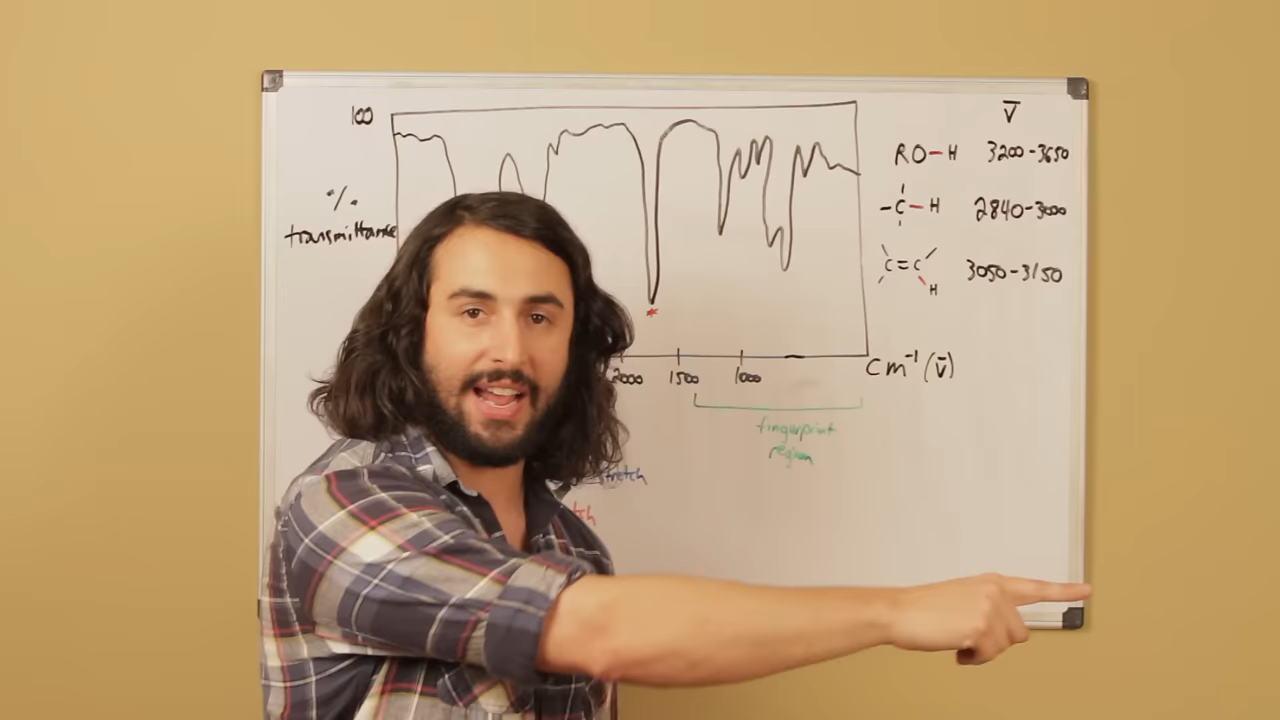 100
%
transmittance
ν̅
RO-H 3200-3650
-C-H 2840-3000
C=C H 3050-3150
*
2000 1500 1000
cm⁻¹(ν̅)
fingerprint
region
stretch